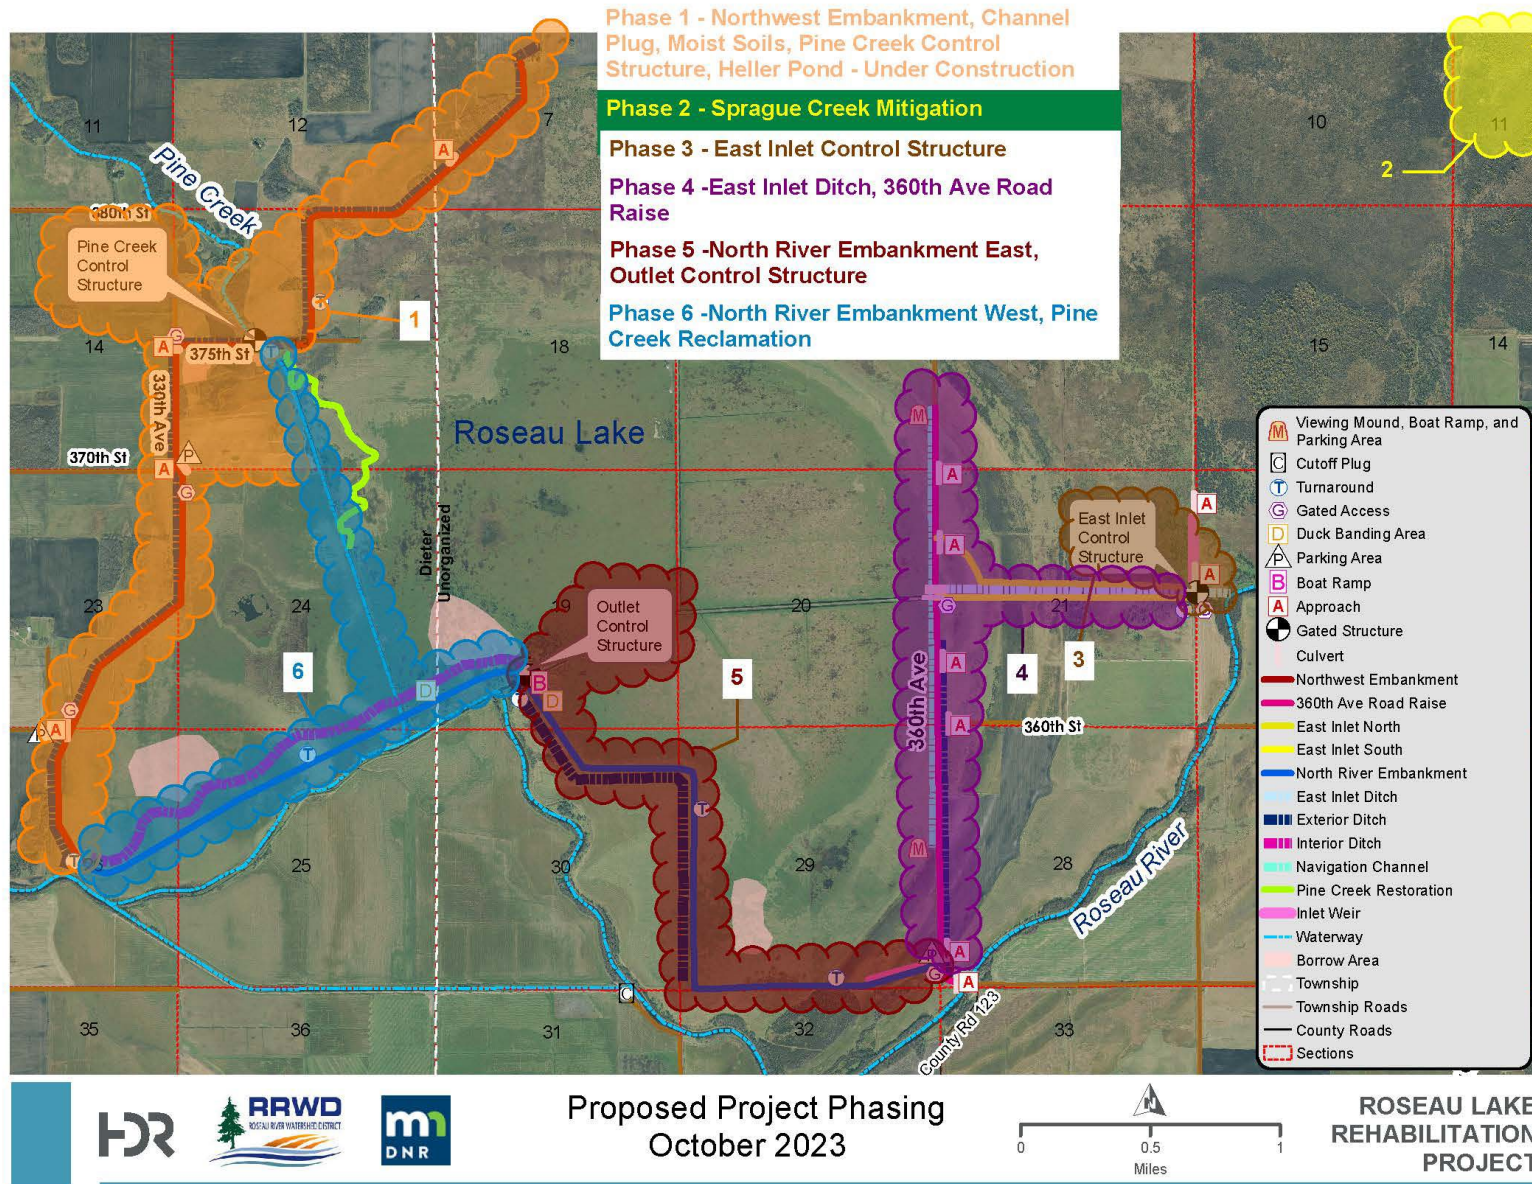 Phase 1 - Northwest Embankment, Channel
Plug, Moist Soils, Pine Creek Control
Structure, Heller Pond - Under Construction
Phase 2 - Sprague Creek Mitigation
Phase 3 - East Inlet Control Structure
Phase 4 -East Inlet Ditch, 360th Ave Road
Raise
Phase 5 -North River Embankment East,
Outlet Control Structure
Phase 6 -North River Embankment West, Pine
Creek Reclamation
11
12
7
10
11
2
Pine Creek
380th St
A
Pine Creek
Control
Structure
T
1
G
A
375th St
T
14
18
15
14
330th Ave
Roseau Lake
370th St
P
A
G
M
A
A
East Inlet
Control
Structure
A
A
Dieter
Unorganized
23
24
19
20
21
G
G
Outlet
Control
Structure
6
5
4
3
A
D
B
D
G
P
A
360th Ave
A
360th St
T
T
M
T
25
30
29
28
Roseau River
P
A
G
A
T
C
35
36
31
32
33
County Rd 123
M Viewing Mound, Boat Ramp, and
Parking Area
C Cutoff Plug
T Turnaround
G Gated Access
D Duck Banding Area
P Parking Area
B Boat Ramp
A Approach
Gated Structure
Culvert
Northwest Embankment
360th Ave Road Raise
East Inlet North
East Inlet South
North River Embankment
East Inlet Ditch
Exterior Ditch
Interior Ditch
Navigation Channel
Pine Creek Restoration
Inlet Weir
Waterway
Borrow Area
Township
Township Roads
County Roads
Sections
HDR
RRWD
ROSEAU RIVER WATERSHED DISTRICT
mn
DNR
Proposed Project Phasing
October 2023
N
0 0.5 1
Miles
ROSEAU LAKE
REHABILITATION
PROJECT